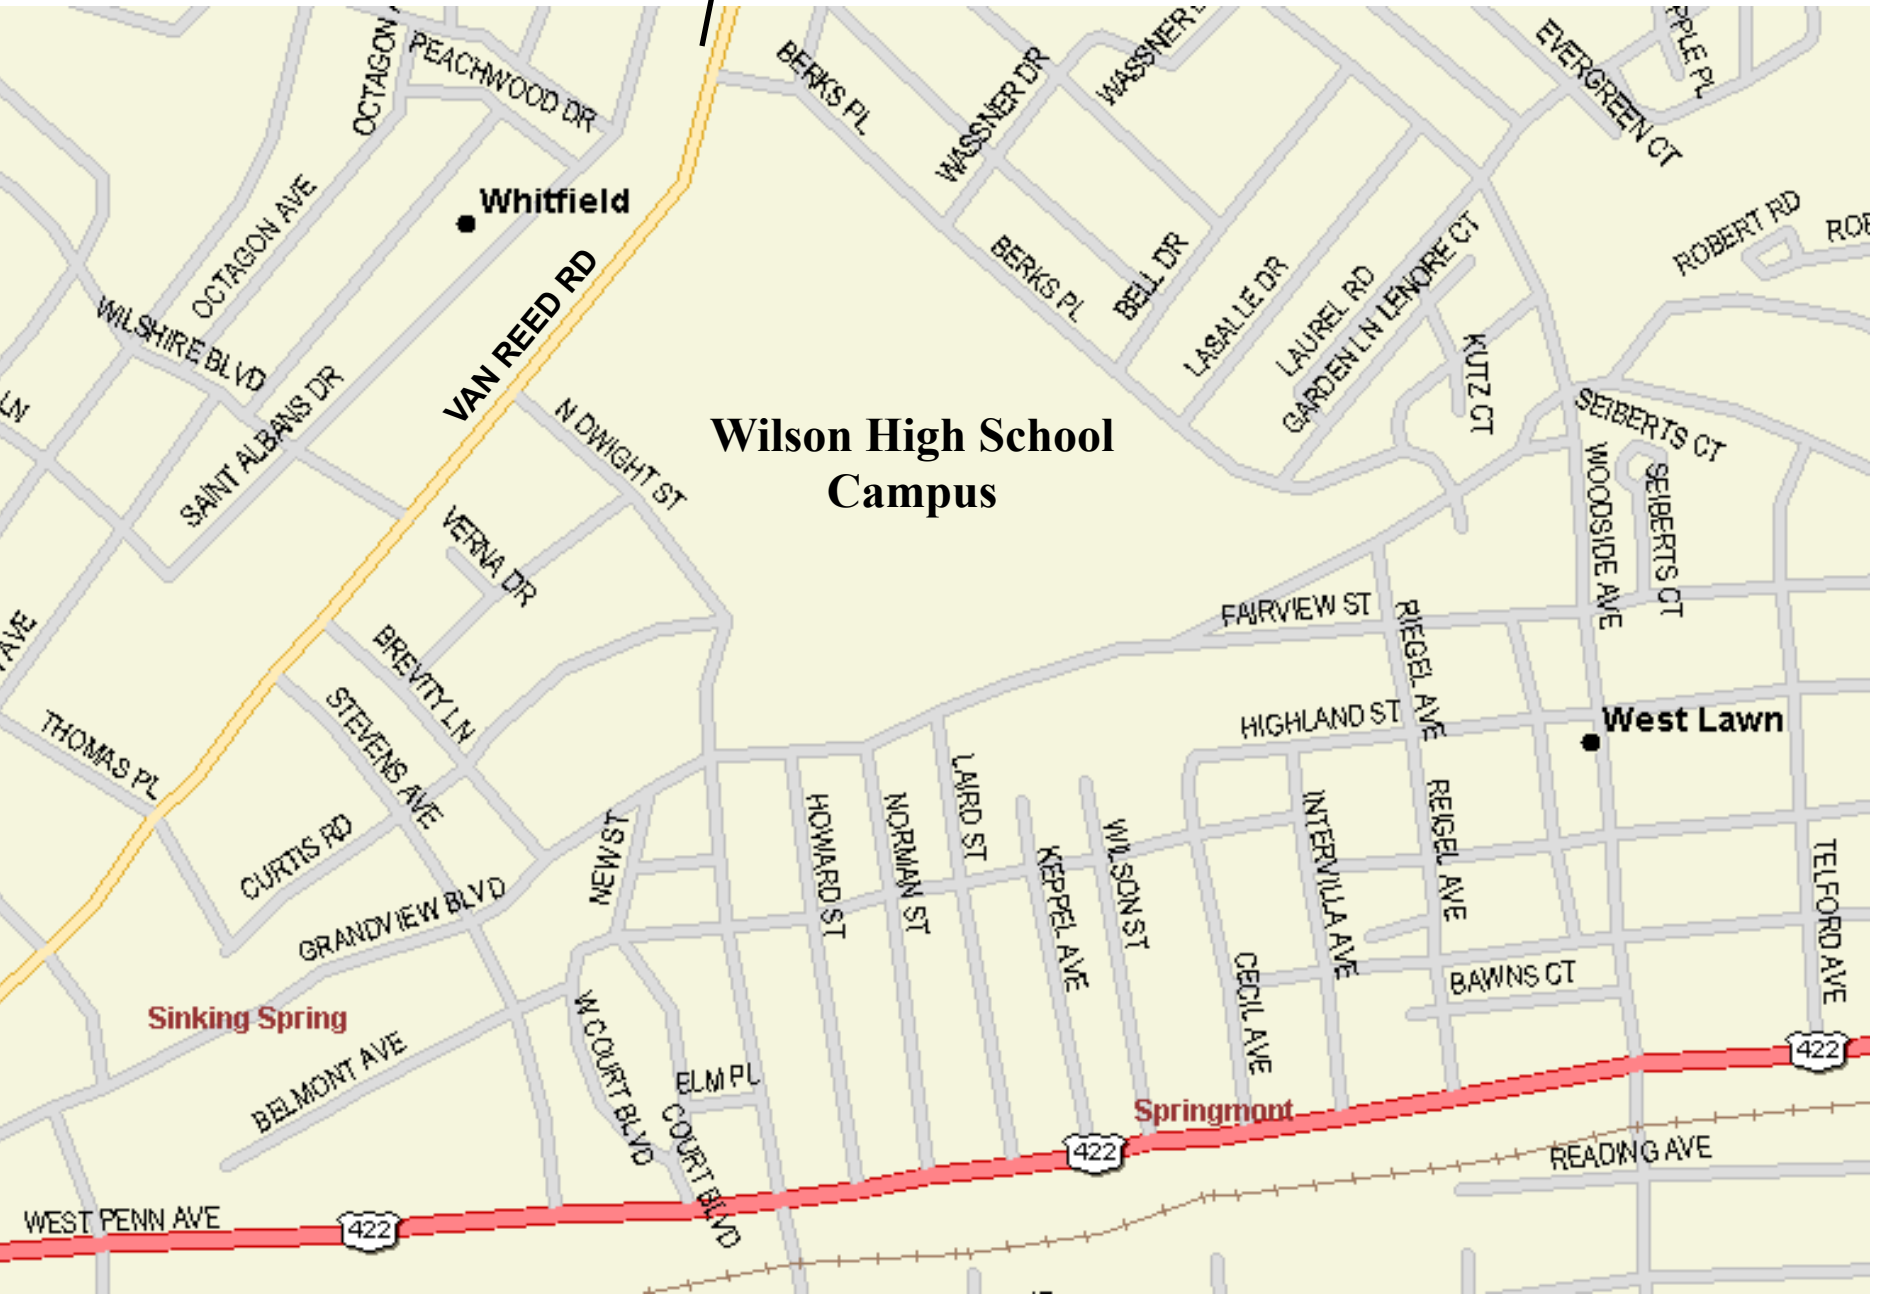 OCTAGON
PEACHWOOD DR
BERKS PL
WASSNER DR
WASSNER
EVERGREEN CT
PPLE PL
Whitfield
OCTAGON AVE
WILSHIRE BLVD
LN
SAINT ALBANS DR
VAN REED RD
BERKS PL
BELL DR
LASALLE DR
LAUREL RD
GARDEN LN
LENORE CT
KUTZ CT
ROBERT RD
ROB
N DWIGHT ST
Wilson High School
Campus
SEIBERTS CT
SEIBERTS CT
WOODSIDE AVE
VERNA DR
BREVITY LN
STEVENS AVE
AVE
THOMAS PL
CURTIS RD
GRANDVIEW BLVD
FAIRVIEW ST
RIEGEL AVE
HIGHLAND ST
West Lawn
NEW ST
HOWARD ST
NORMAN ST
LAIRD ST
KEPPEL AVE
WILSON ST
INTERVILLA AVE
REIGEL AVE
CECIL AVE
BAWNS CT
TELFORD AVE
Sinking Spring
BELMONT AVE
W COURT BLVD
ELM PL
COURT BLVD
Springmont
422
422
422
READING AVE
WEST PENN AVE